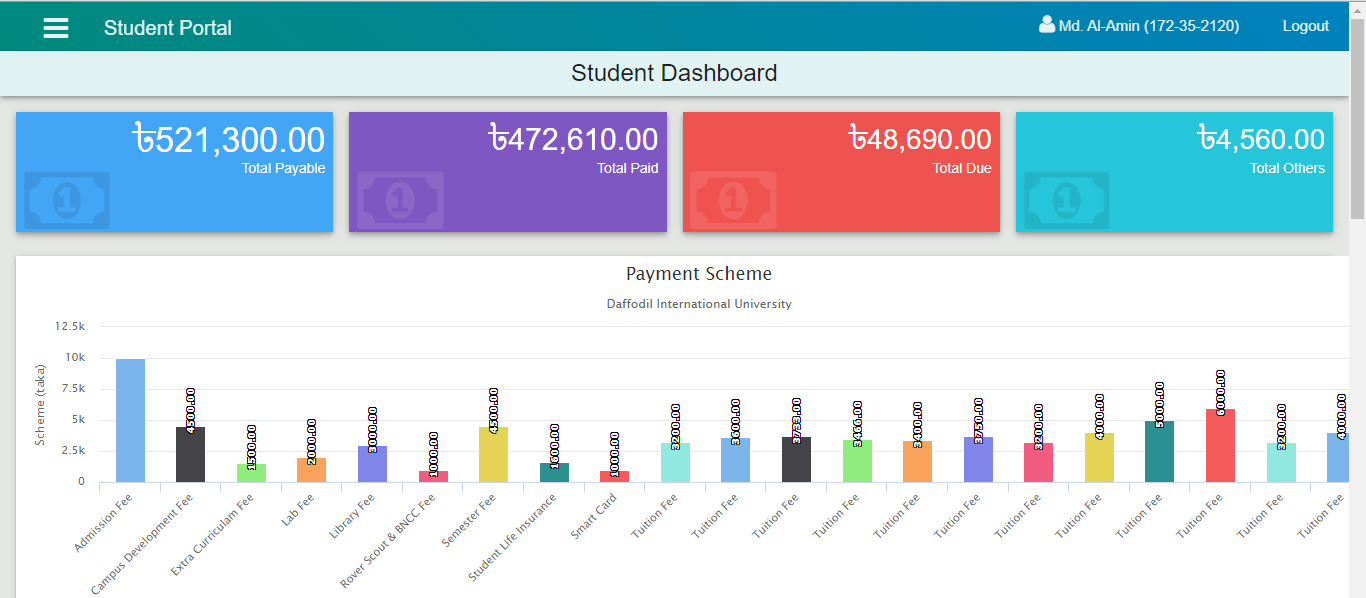 Student Portal
Md. Al-Amin (172-35-2120)
Logout
Student Dashboard
৳521,300.00
Total Payable
৳472,610.00
Total Paid
৳48,690.00
Total Due
৳4,560.00
Total Others
1
1
1
1
Payment Scheme
Daffodil International University
Scheme (taka)
12.5k
10k
7.5k
5k
2.5k
0
4500.00
1500.00
2000.00
3000.00
1000.00
4500.00
1600.00
1000.00
3200.00
3733.00
3400.00
3750.00
3200.00
4000.00
5000.00
6000.00
3200.00
4000.00
Admission Fee
Campus Development Fee
Extra Curriculam Fee
Lab Fee
Library Fee
Rover Scout & BNCC Fee
Semester Fee
Student Life Insurance
Smart Card
Tuition Fee
Tuition Fee
Tuition Fee
Tuition Fee
Tuition Fee
Tuition Fee
Tuition Fee
Tuition Fee
Tuition Fee
Tuition Fee
Tuition Fee
Tuition Fee